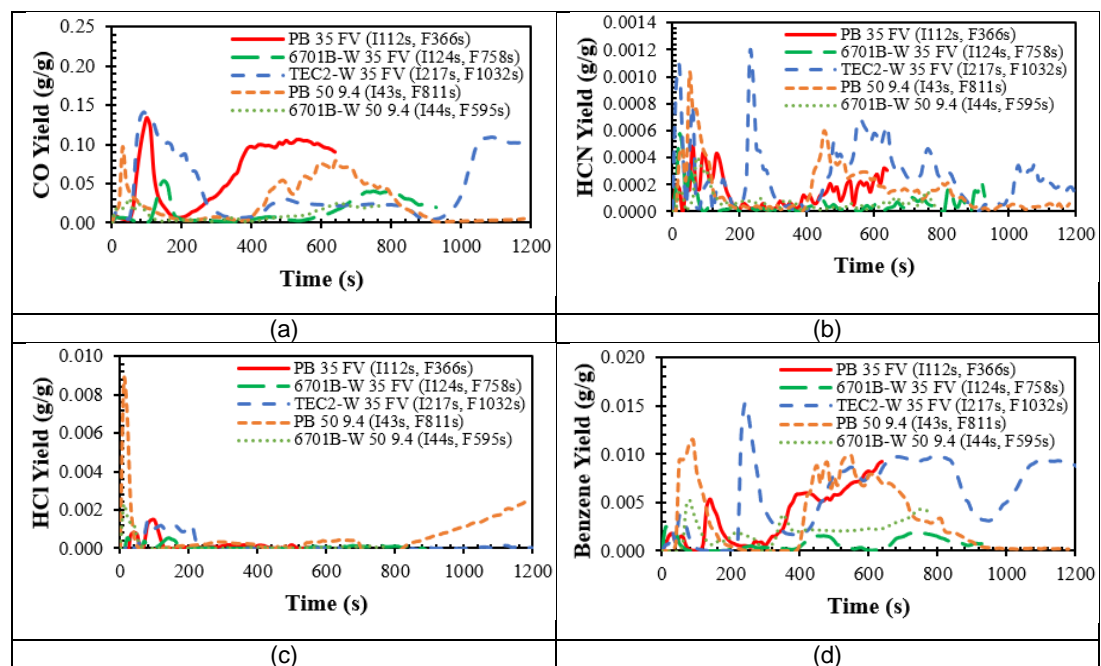 0.25
0.20
0.15
0.10
0.05
0.00
CO Yield (g/g)
PB 35 FV (I112s, F366s)
6701B-W 35 FV (I124s, F758s)
TEC2-W 35 FV (I217s, F1032s)
PB 50 9.4 (I43s, F811s)
6701B-W 50 9.4 (I44s, F595s)
0 200 400 600 800 1000 1200
Time (s)
(a)
0.0014
0.0012
0.0010
0.0008
0.0006
0.0004
0.0002
0.0000
HCN Yield (g/g)
PB 35 FV (I112s, F366s)
6701B-W 35 FV (I124s, F758s)
TEC2-W 35 FV (I217s, F1032s)
PB 50 9.4 (I43s, F811s)
6701B-W 50 9.4 (I44s, F595s)
0 200 400 600 800 1000 1200
Time (s)
(b)
0.010
0.008
0.006
0.004
0.002
0.000
HCl Yield (g/g)
PB 35 FV (I112s, F366s)
6701B-W 35 FV (I124s, F758s)
TEC2-W 35 FV (I217s, F1032s)
PB 50 9.4 (I43s, F811s)
6701B-W 50 9.4 (I44s, F595s)
0 200 400 600 800 1000 1200
Time (s)
(c)
0.020
0.015
0.010
0.005
0.000
Benzene Yield (g/g)
PB 35 FV (I112s, F366s)
6701B-W 35 FV (I124s, F758s)
TEC2-W 35 FV (I217s, F1032s)
PB 50 9.4 (I43s, F811s)
6701B-W 50 9.4 (I44s, F595s)
0 200 400 600 800 1000 1200
Time (s)
(d)